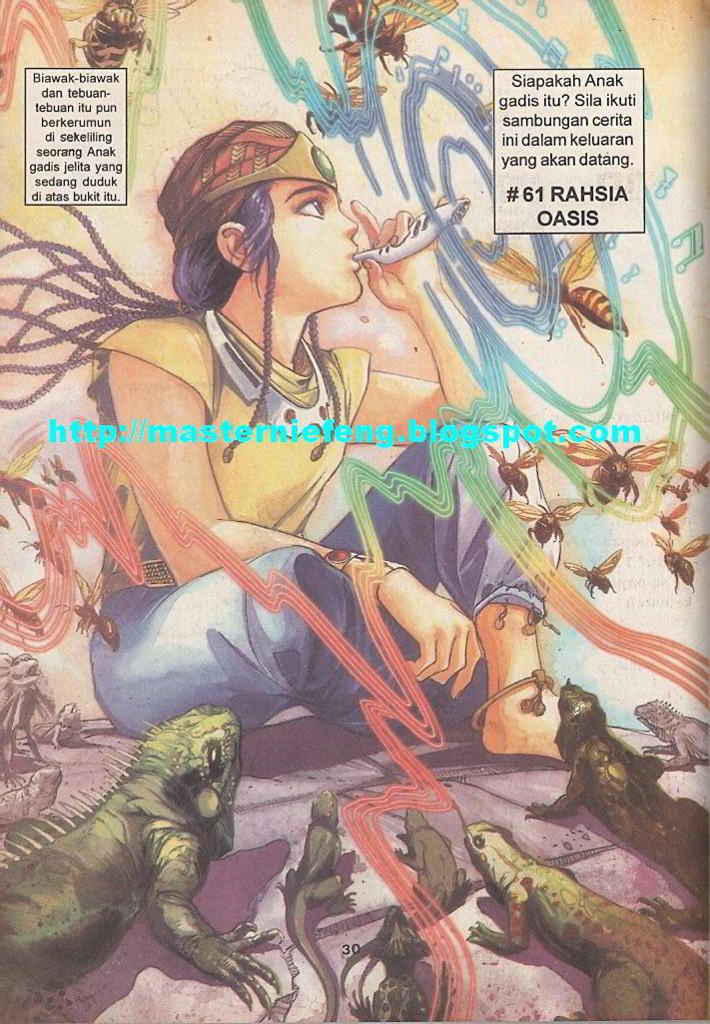 Biawak-biawak
dan tebuan-
tebuan itu pun
berkerumun
di sekeliling
seorang Anak
gadis jelita yang
sedang duduk
di atas bukit itu.
Siapakah Anak
gadis itu? Sila ikuti
sambungan cerita
ini dalam keluaran
yang akan datang.
#61 RAHSIA
OASIS
http://masterniefeng.blogspot.com
30